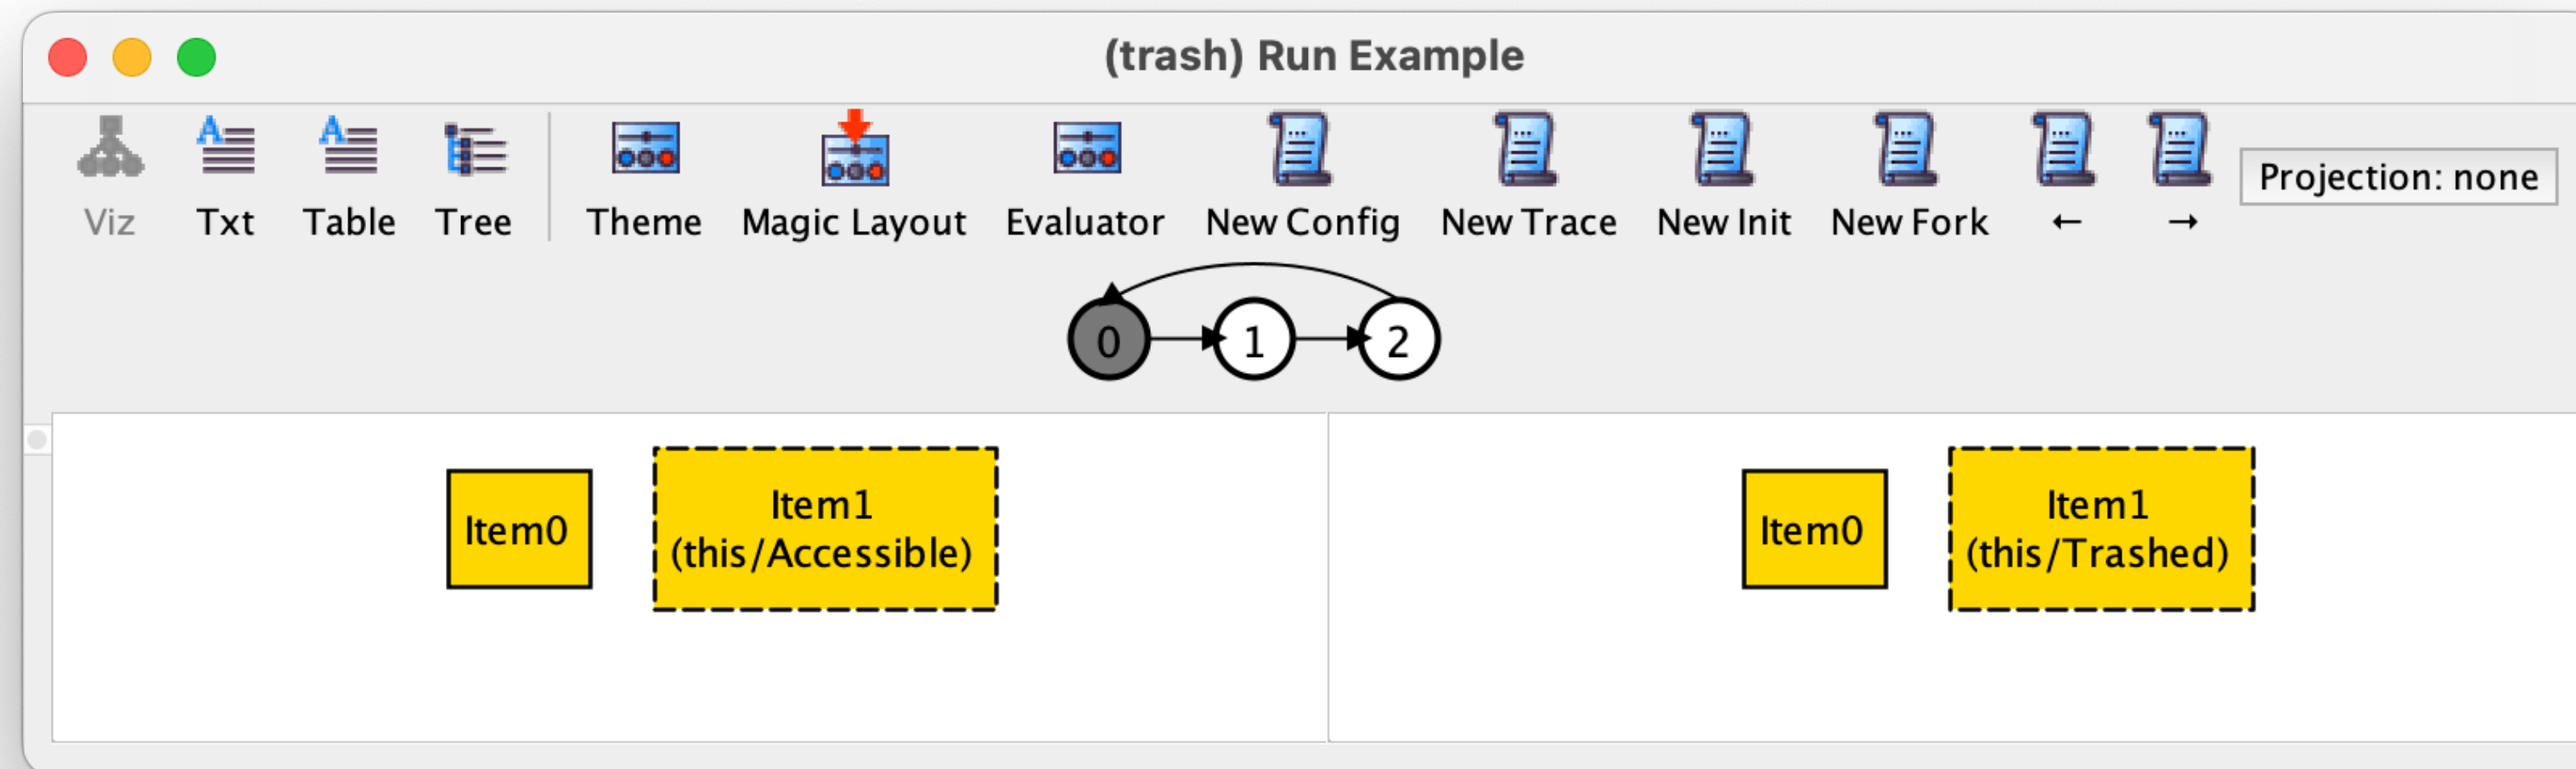 (trash) Run Example
Viz Txt Table Tree Theme Magic Layout Evaluator New Config New Trace New Init New Fork ← → Projection: none
0 1 2
Item0
Item1
(this/Accessible)
Item0
Item1
(this/Trashed)